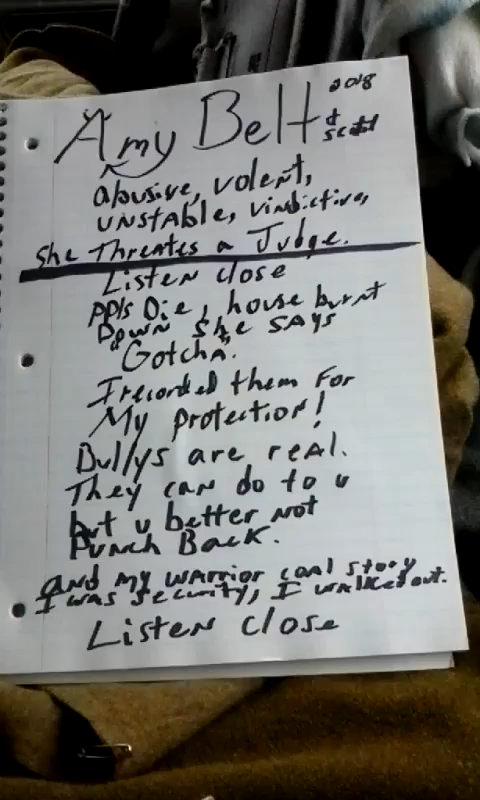 2018
Amy Belt
& Scott
abusive, volent,
unstable, vindictive,
She Threates a Judge.
Listen close
ppls Die, house burnt
Down she says
"Gotcha".
I recorded them for
My protection!
Bullys are real.
They can do to u
but u better not
Punch Back.
and my warrior coal story
I was security, I walked out.
Listen close